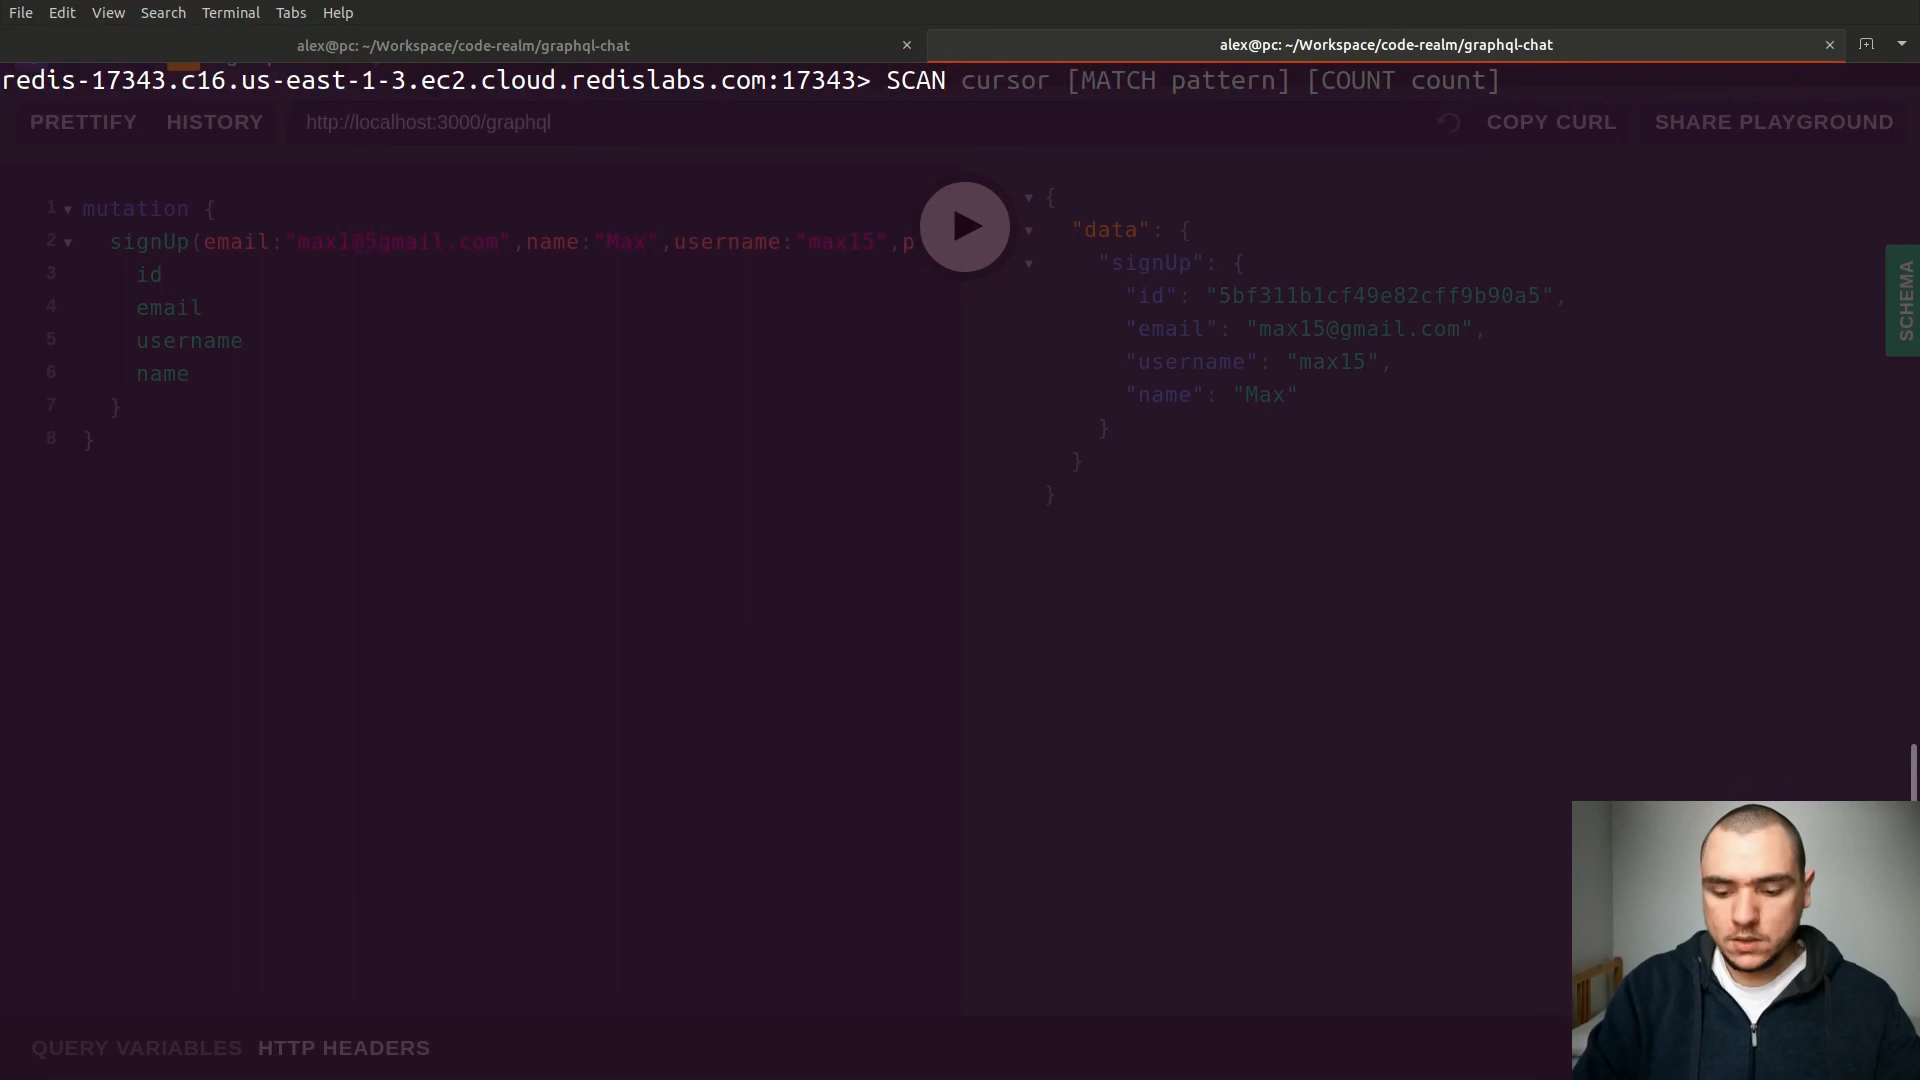 File Edit View Search Terminal Tabs Help
alex@pc: ~/Workspace/code-realm/graphql-chat × alex@pc: ~/Workspace/code-realm/graphql-chat ×
redis-17343.c16.us-east-1-3.ec2.cloud.redislabs.com:17343> SCAN cursor [MATCH pattern] [COUNT count]
PRETTIFY HISTORY http://localhost:3000/graphql COPY CURL SHARE PLAYGROUND
1 mutation {
2 signUp(email:"max1@5gmail.com",name:"Max",username:"max15",p
3 id
4 email
5 username
6 name
7 }
8 }
{
"data": {
"signUp": {
"id": "5bf311b1cf49e82cff9b90a5",
"email": "max15@gmail.com",
"username": "max15",
"name": "Max"
}
}
}
SCHEMA
QUERY VARIABLES HTTP HEADERS